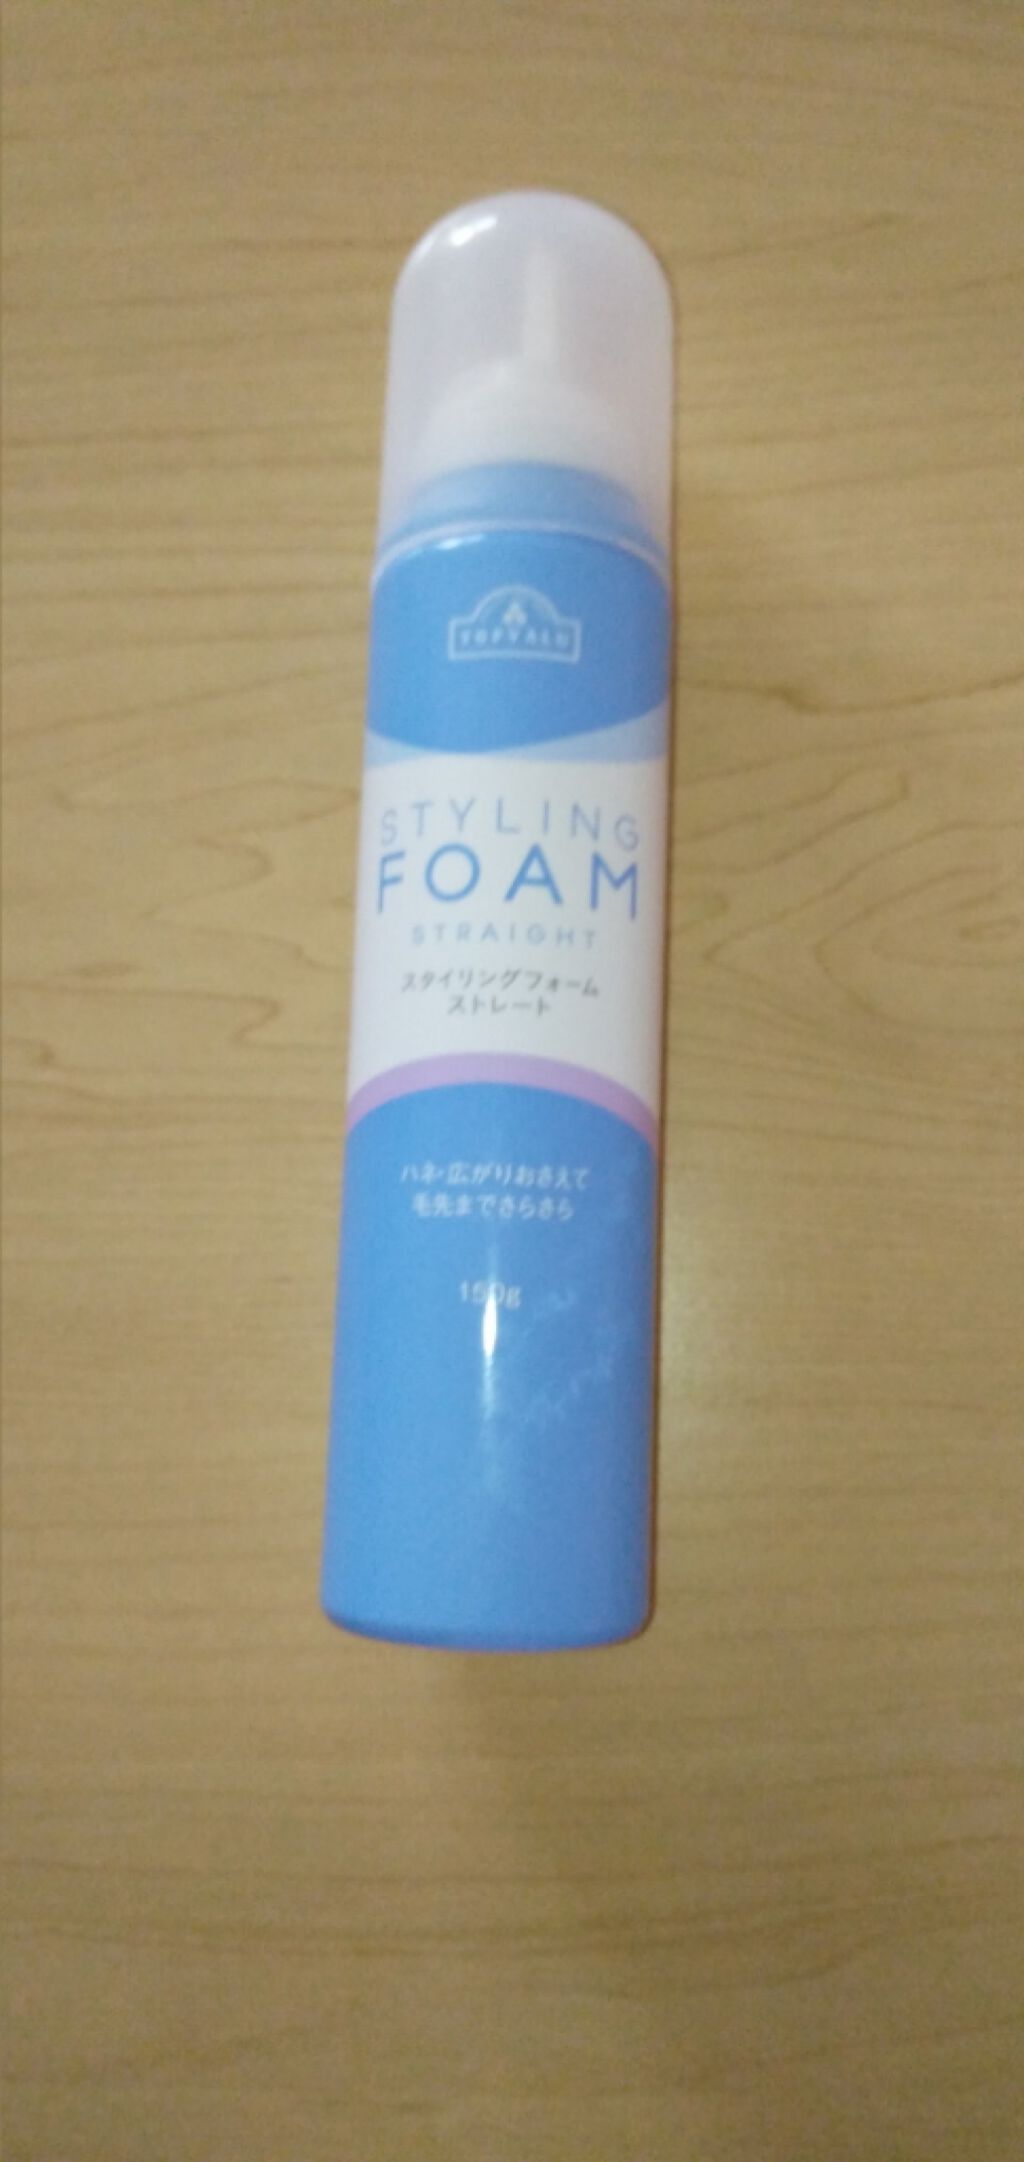 TOPVALU
STYLING
FOAM
STRAIGHT
スタイリングフォーム
ストレート
ハネ・広がりおさえて
毛先までさらさら
150g